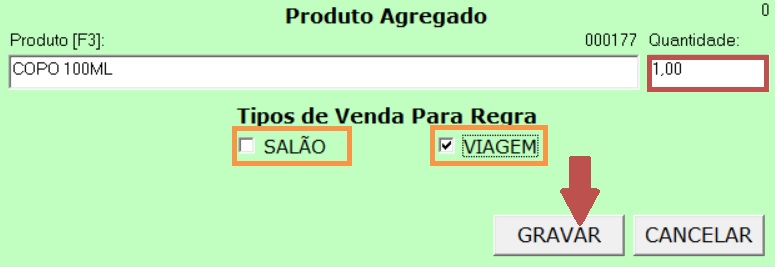 Produto Agregado
0
Produto [F3]: 000177 Quantidade:
COPO 100ML 1,00
Tipos de Venda Para Regra
SALÃO VIAGEM
GRAVAR CANCELAR